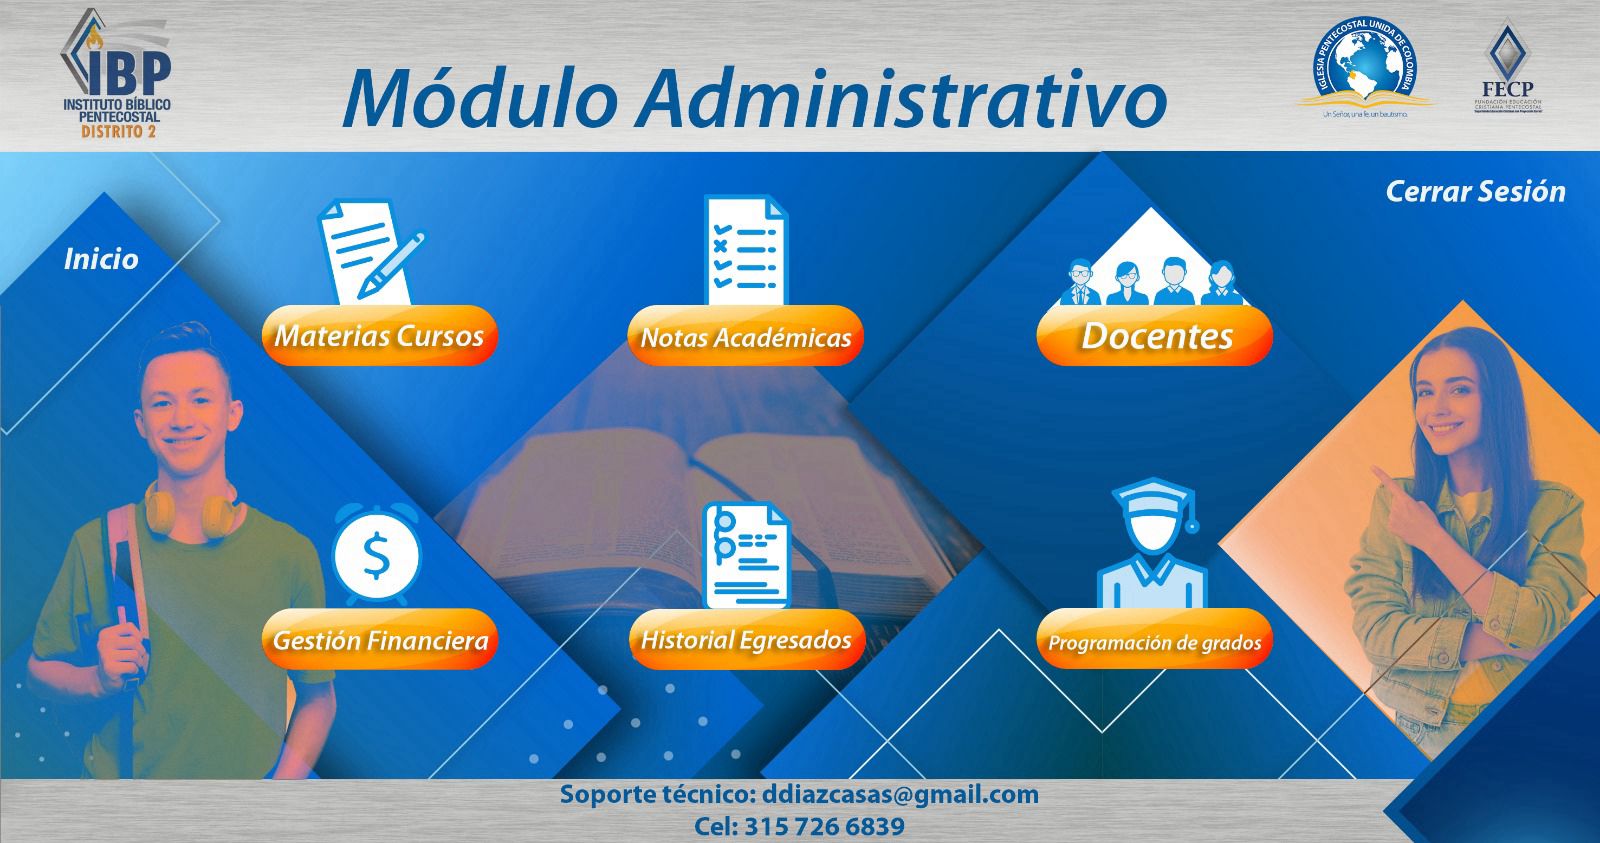 IBP
INSTITUTO BÍBLICO
PENTECOSTAL
DISTRITO 2
Módulo Administrativo
IGLESIA PENTECOSTAL UNIDA DE COLOMBIA
Un Señor, una fe, un bautismo.
FECP
FUNDACIÓN EDUCACIÓN
CRISTIANA PENTECOSTAL
Cerrar Sesión
Inicio
Materias Cursos
Notas Académicas
Docentes
$
Gestión Financiera
Historial Egresados
Programación de grados
Soporte técnico: ddiazcasas@gmail.com
Cel: 315 726 6839